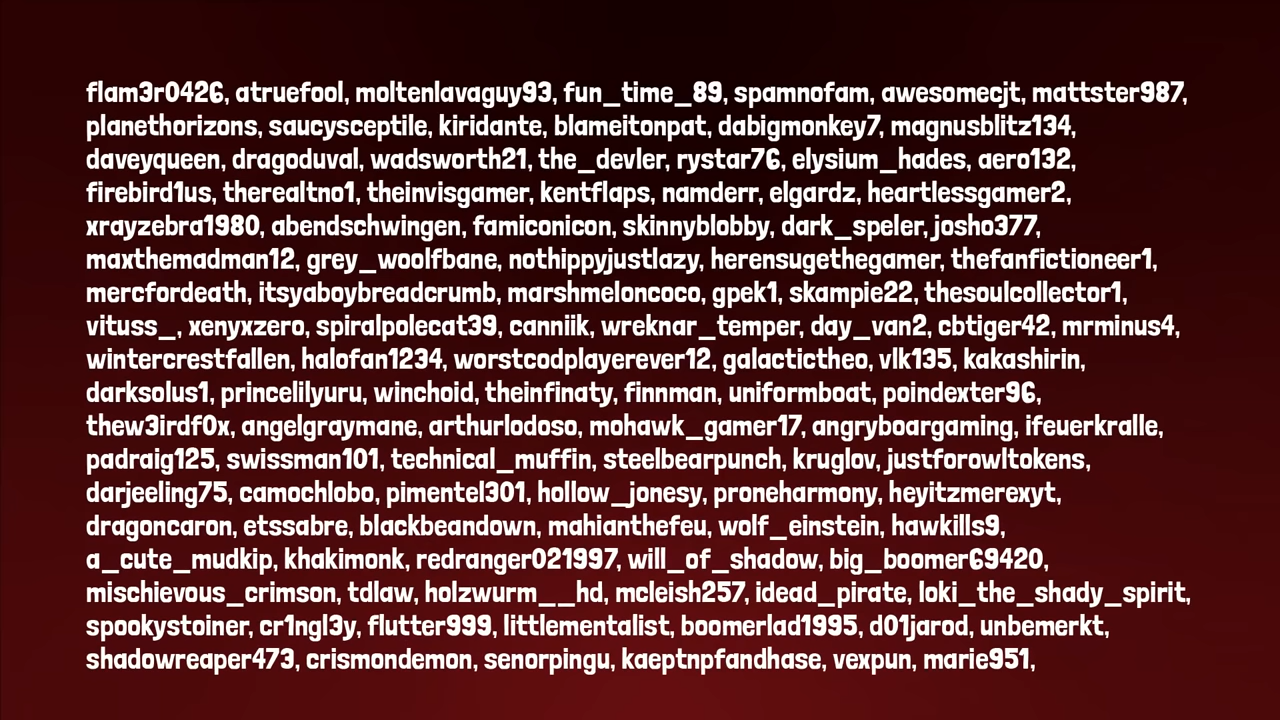 flam3r0426, atruefool, moltenlavaguy93, fun_time_89, spamnofam, awesomecjt, mattster987,
planethorizons, saucysceptile, kiridante, blameitonpat, dabigmonkey7, magnusblitz134,
daveyqueen, dragoduval, wadsworth21, the_devler, rystar76, elysium_hades, aero132,
firebird1us, therealtno1, theinvisgamer, kentflaps, namderr, elgardz, heartlessgamer2,
xrayzebra1980, abendschwingen, famiconicon, skinnyblobby, dark_speler, josho377,
maxthemadman12, grey_woolfbane, nothippyjustlazy, herensugethegamer, thefanfictioneer1,
mercfordeath, itsyaboybreadcrumb, marshmeloncoco, gpek1, skampie22, thesoulcollector1,
vituss_, xenyxzero, spiralpolecat39, canniik, wreknar_temper, day_van2, cbtiger42, mrminus4,
wintercrestfallen, halofan1234, worstcodplayerever12, galactictheo, vlk135, kakashirin,
darksolus1, princelilyuru, winchoid, theinfinaty, finnman, uniformboat, poindexter96,
thew3irdf0x, angelgraymane, arthurlodoso, mohawk_gamer17, angryboargaming, ifeuerkralle,
padraig125, swissman101, technical_muffin, steelbearpunch, kruglov, justforowltokens,
darjeeling75, camochlobo, pimentel301, hollow_jonesy, proneharmony, heyitzmerexyt,
dragoncaron, etssabre, blackbeandown, mahianthefeu, wolf_einstein, hawkills9,
a_cute_mudkip, khakimonk, redranger021997, will_of_shadow, big_boomer69420,
mischievous_crimson, tdlaw, holzwurm__hd, mcleish257, idead_pirate, loki_the_shady_spirit,
spookystoiner, cr1ngl3y, flutter999, littlementalist, boomerlad1995, d01jarod, unbemerkt,
shadowreaper473, crismondemon, senorpingu, kaeptnpfandhase, vexpun, marie951,